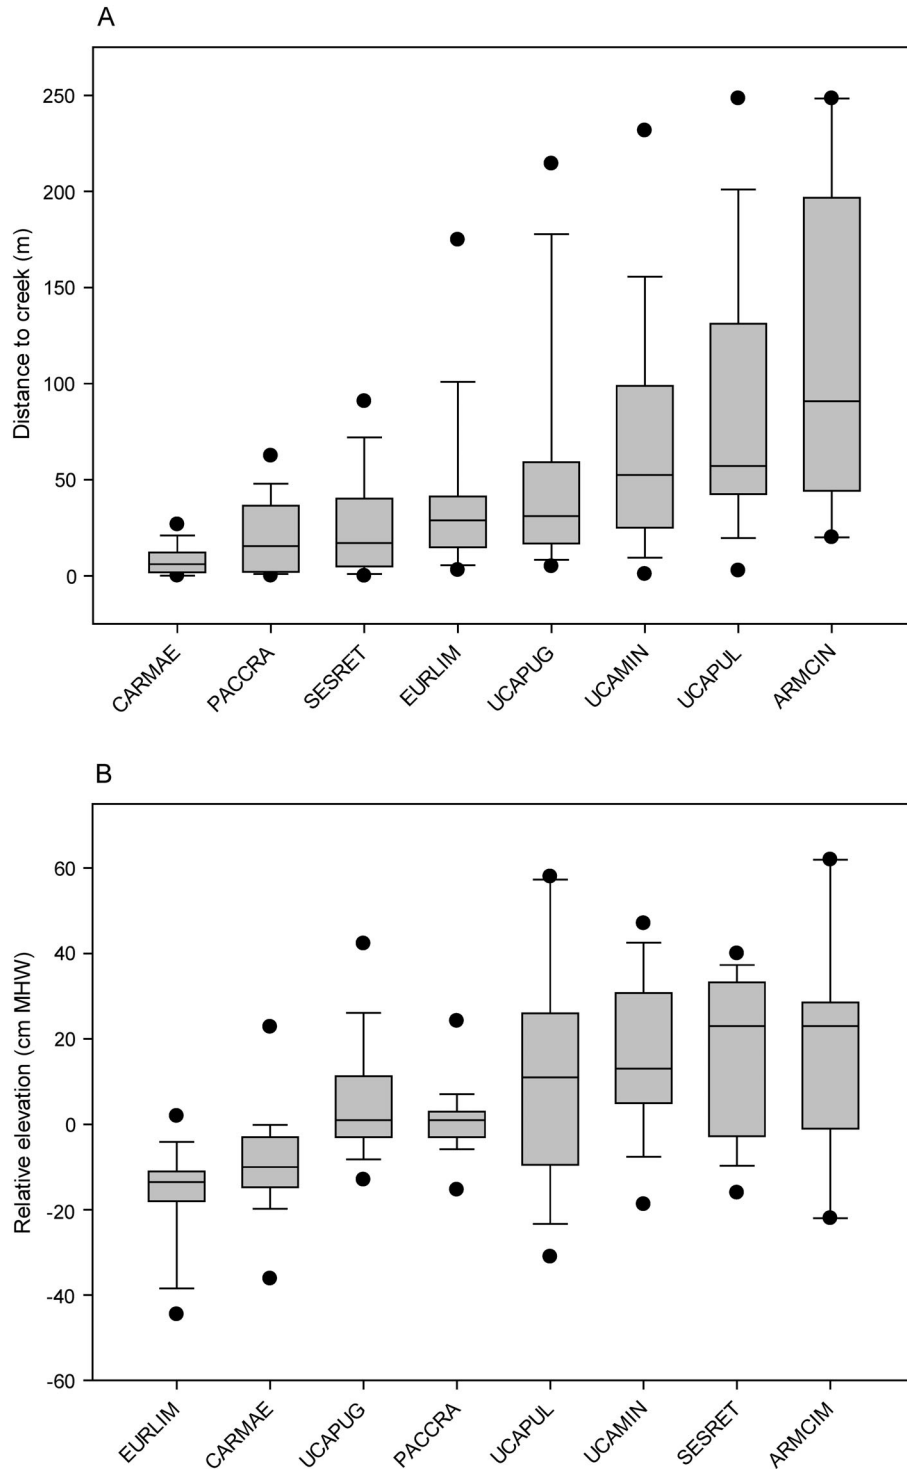 A
Distance to creek (m)
250
200
150
100
50
0
CARMAE
PACCRA
SESRET
EURLIM
UCAPUG
UCAMIN
UCAPUL
ARMCIN
B
Relative elevation (cm MHW)
60
40
20
0
-20
-40
-60
EURLIM
CARMAE
UCAPUG
PACCRA
UCAPUL
UCAMIN
SESRET
ARMCIM